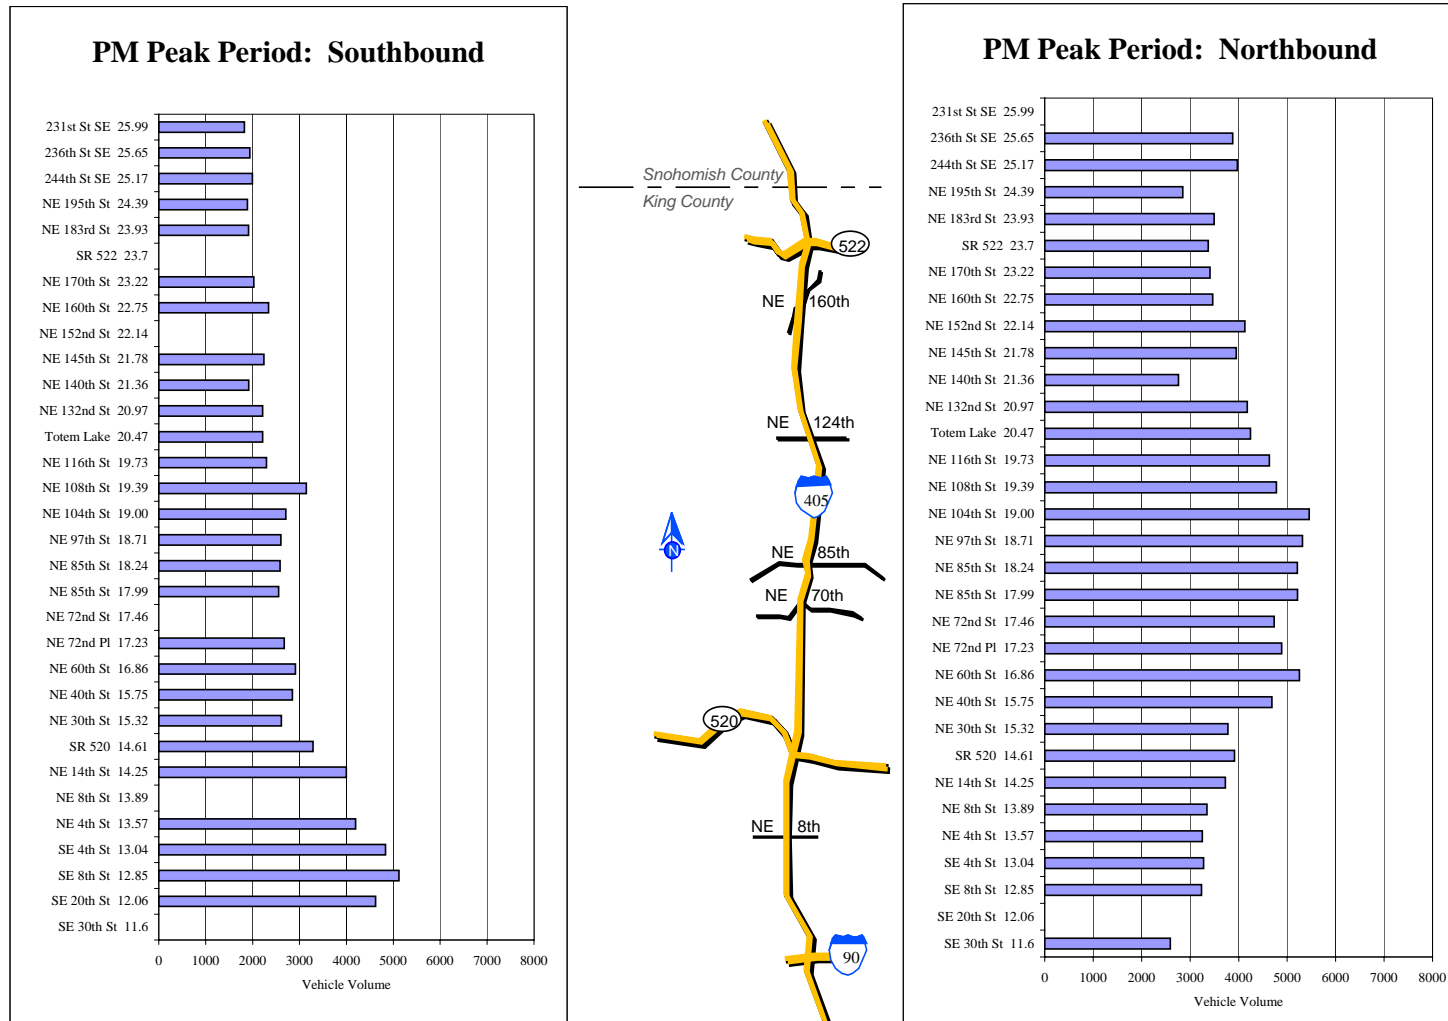 PM Peak Period: Southbound
231st St SE 25.99
236th St SE 25.65
244th St SE 25.17
NE 195th St 24.39
NE 183rd St 23.93
SR 522 23.7
NE 170th St 23.22
NE 160th St 22.75
NE 152nd St 22.14
NE 145th St 21.78
NE 140th St 21.36
NE 132nd St 20.97
Totem Lake 20.47
NE 116th St 19.73
NE 108th St 19.39
NE 104th St 19.00
NE 97th St 18.71
NE 85th St 18.24
NE 85th St 17.99
NE 72nd St 17.46
NE 72nd Pl 17.23
NE 60th St 16.86
NE 40th St 15.75
NE 30th St 15.32
SR 520 14.61
NE 14th St 14.25
NE 8th St 13.89
NE 4th St 13.57
SE 4th St 13.04
SE 8th St 12.85
SE 20th St 12.06
SE 30th St 11.6
0 1000 2000 3000 4000 5000 6000 7000 8000
Vehicle Volume
Snohomish County
King County
522
NE 160th
NE 124th
405
N
NE 85th
NE 70th
520
NE 8th
90
PM Peak Period: Northbound
231st St SE 25.99
236th St SE 25.65
244th St SE 25.17
NE 195th St 24.39
NE 183rd St 23.93
SR 522 23.7
NE 170th St 23.22
NE 160th St 22.75
NE 152nd St 22.14
NE 145th St 21.78
NE 140th St 21.36
NE 132nd St 20.97
Totem Lake 20.47
NE 116th St 19.73
NE 108th St 19.39
NE 104th St 19.00
NE 97th St 18.71
NE 85th St 18.24
NE 85th St 17.99
NE 72nd St 17.46
NE 72nd Pl 17.23
NE 60th St 16.86
NE 40th St 15.75
NE 30th St 15.32
SR 520 14.61
NE 14th St 14.25
NE 8th St 13.89
NE 4th St 13.57
SE 4th St 13.04
SE 8th St 12.85
SE 20th St 12.06
SE 30th St 11.6
0 1000 2000 3000 4000 5000 6000 7000 8000
Vehicle Volume